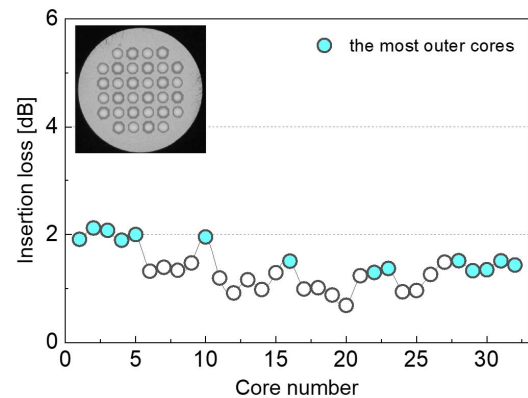 6
the most outer cores
4
2
0
Insertion loss [dB]
0 5 10 15 20 25 30
Core number